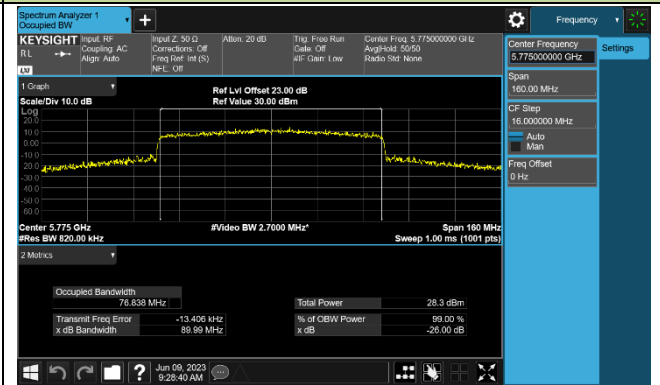 Spectrum Analyzer 1
Occupied BW
+
Frequency
KEYSIGHT
RL
LXI
Input: RF
Coupling: AC
Align: Auto
Input Z: 50 Ω
Corrections: Off
Freq Ref: Int (S)
NFE: Off
Atten: 20 dB
Trig: Free Run
Gate: Off
#IF Gain: Low
Center Freq: 5.775000000 GHz
Avg|Hold: 50/50
Radio Std: None
Center Frequency
5.775000000 GHz
Settings
Span
160.00 MHz
CF Step
16.000000 MHz
Auto
Man
Freq Offset
0 Hz
1 Graph
Scale/Div 10.0 dB
Ref Lvl Offset 23.00 dB
Ref Value 30.00 dBm
Log
20.0
10.0
0.00
-10.0
-20.0
-30.0
-40.0
-50.0
-60.0
Center 5.775 GHz
#Video BW 2.7000 MHz*
Span 160 MHz
#Res BW 820.00 kHz
Sweep 1.00 ms (1001 pts)
2 Metrics
Occupied Bandwidth
76.838 MHz
Total Power
28.3 dBm
Transmit Freq Error
-13.406 kHz
% of OBW Power
99.00 %
x dB Bandwidth
89.99 MHz
x dB
-26.00 dB
?
Jun 09, 2023
9:28:40 AM